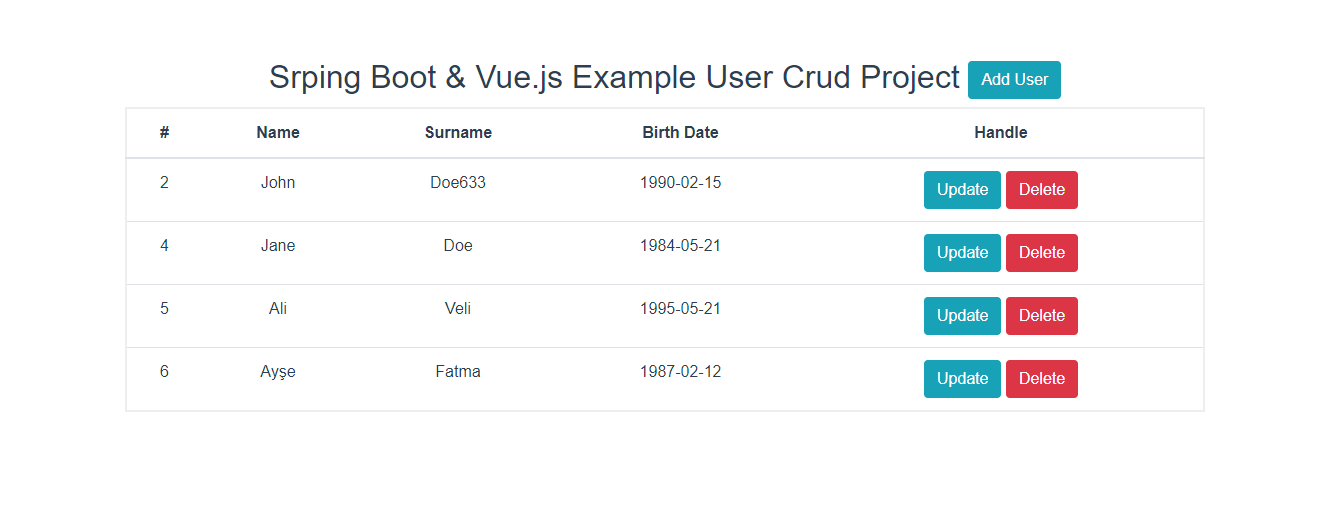 Srping Boot & Vue.js Example User Crud Project Add User
# Name Surname Birth Date Handle
2 John Doe633 1990-02-15 Update Delete
4 Jane Doe 1984-05-21 Update Delete
5 Ali Veli 1995-05-21 Update Delete
6 Ayşe Fatma 1987-02-12 Update Delete